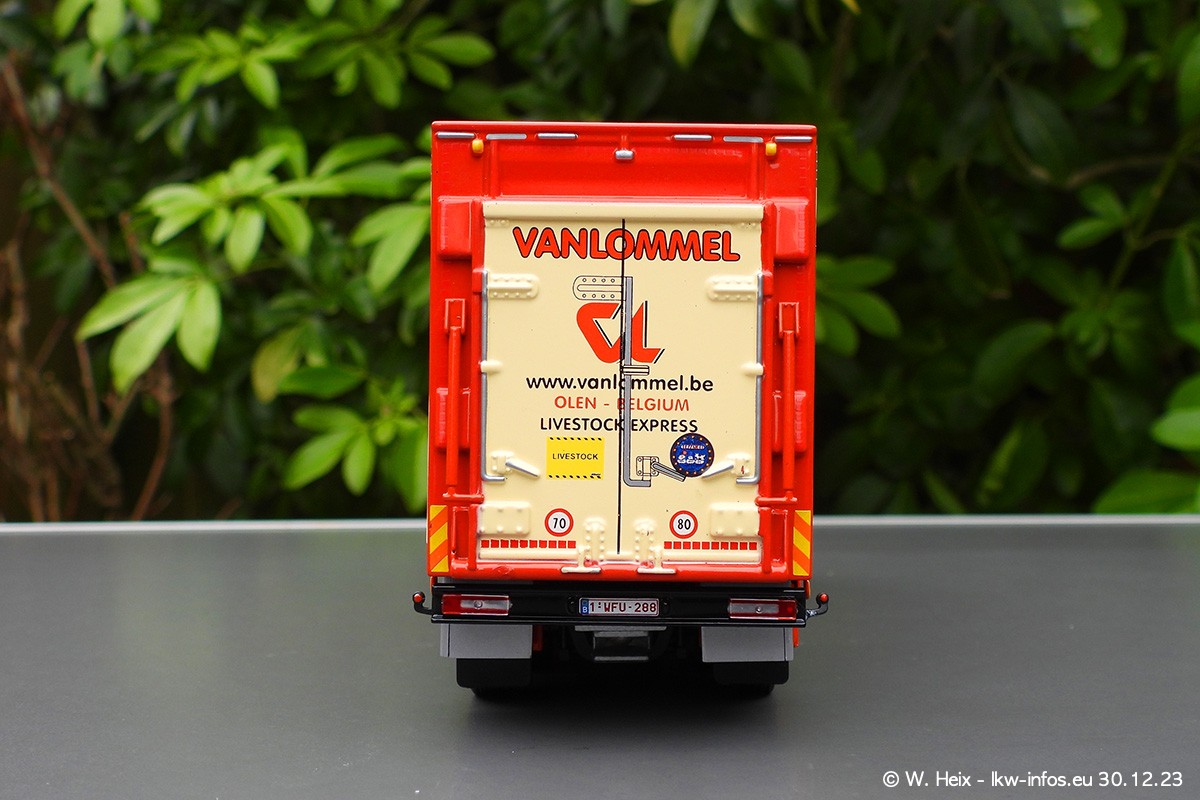 VANLOMMEL
VL
www.vanlommel.be
OLEN - BELGIUM
LIVESTOCK EXPRESS
LIVESTOCK
70
80
B 1-WFU-288
© W. Heix - lkw-infos.eu 30.12.23